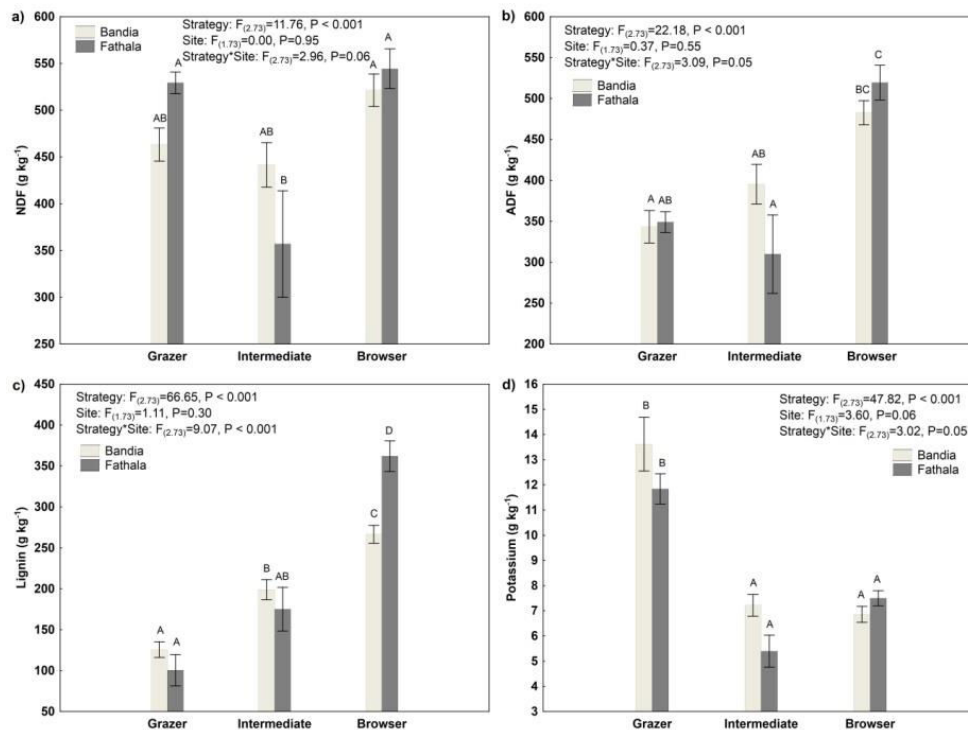 a)
Strategy: F(2.73)=11.76, P < 0.001
Site: F(1.73)=0.00, P=0.95
Strategy*Site: F(2.73)=2.96, P=0.06
Bandia
Fathala
NDF (g kg-1)
600
550
500
450
400
350
300
250
AB
A
AB
B
A
A
Grazer
Intermediate
Browser
b)
Strategy: F(2.73)=22.18, P < 0.001
Site: F(1.73)=0.37, P=0.55
Strategy*Site: F(2.73)=3.09, P=0.05
Bandia
Fathala
ADF (g kg-1)
600
550
500
450
400
350
300
250
200
A
AB
AB
A
BC
C
Grazer
Intermediate
Browser
c)
Strategy: F(2.73)=66.65, P < 0.001
Site: F(1.73)=1.11, P=0.30
Strategy*Site: F(2.73)=9.07, P < 0.001
Bandia
Fathala
Lignin (g kg-1)
450
400
350
300
250
200
150
100
50
A
A
B
AB
C
D
Grazer
Intermediate
Browser
d)
Strategy: F(2.73)=47.82, P < 0.001
Site: F(1.73)=3.60, P=0.06
Strategy*Site: F(2.73)=3.02, P=0.05
Bandia
Fathala
Potassium (g kg-1)
16
15
14
13
12
11
10
9
8
7
6
5
4
3
B
B
A
A
A
A
Grazer
Intermediate
Browser